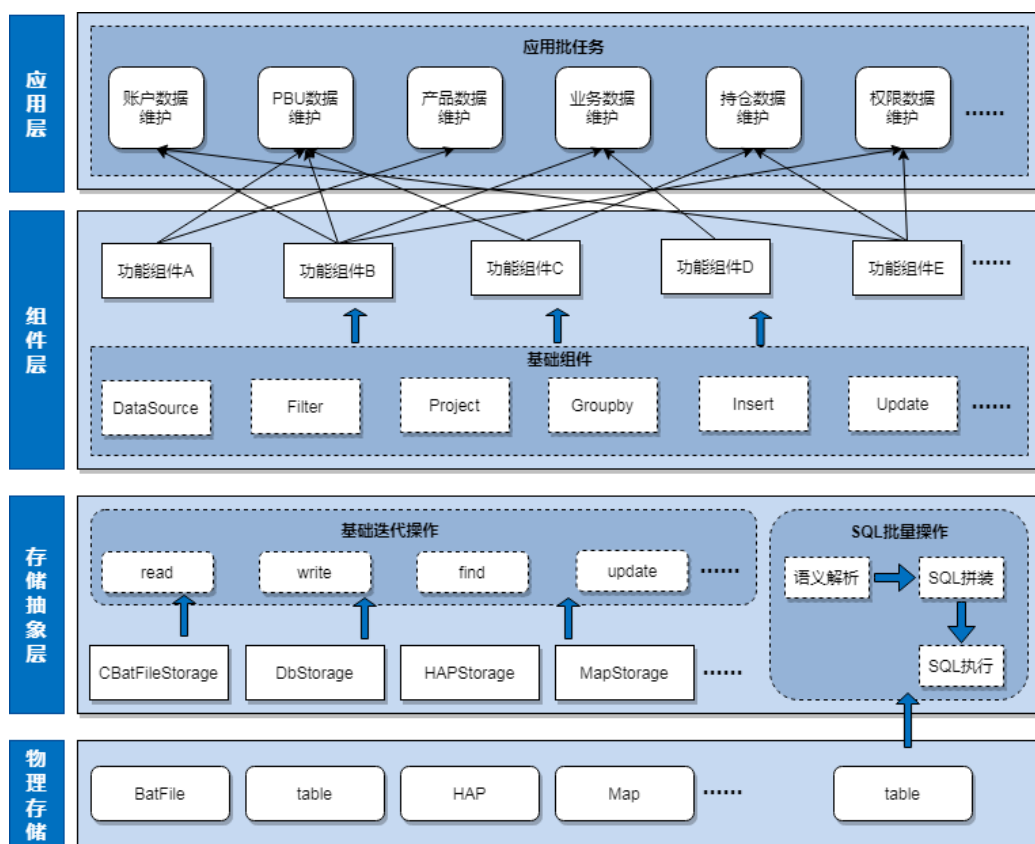 应用层
应用批任务
账户数据
维护
PBU数据
维护
产品数据
维护
业务数据
维护
持仓数据
维护
权限数据
维护
……
组件层
功能组件A
功能组件B
功能组件C
功能组件D
功能组件E
……
基础组件
DataSource
Filter
Project
Groupby
Insert
Update
……
存储抽象层
基础迭代操作
read
write
find
update
……
CBatFileStorage
DbStorage
HAPStorage
MapStorage
……
SQL批量操作
语义解析
SQL拼装
SQL执行
物理存储
BatFile
table
HAP
Map
……
table